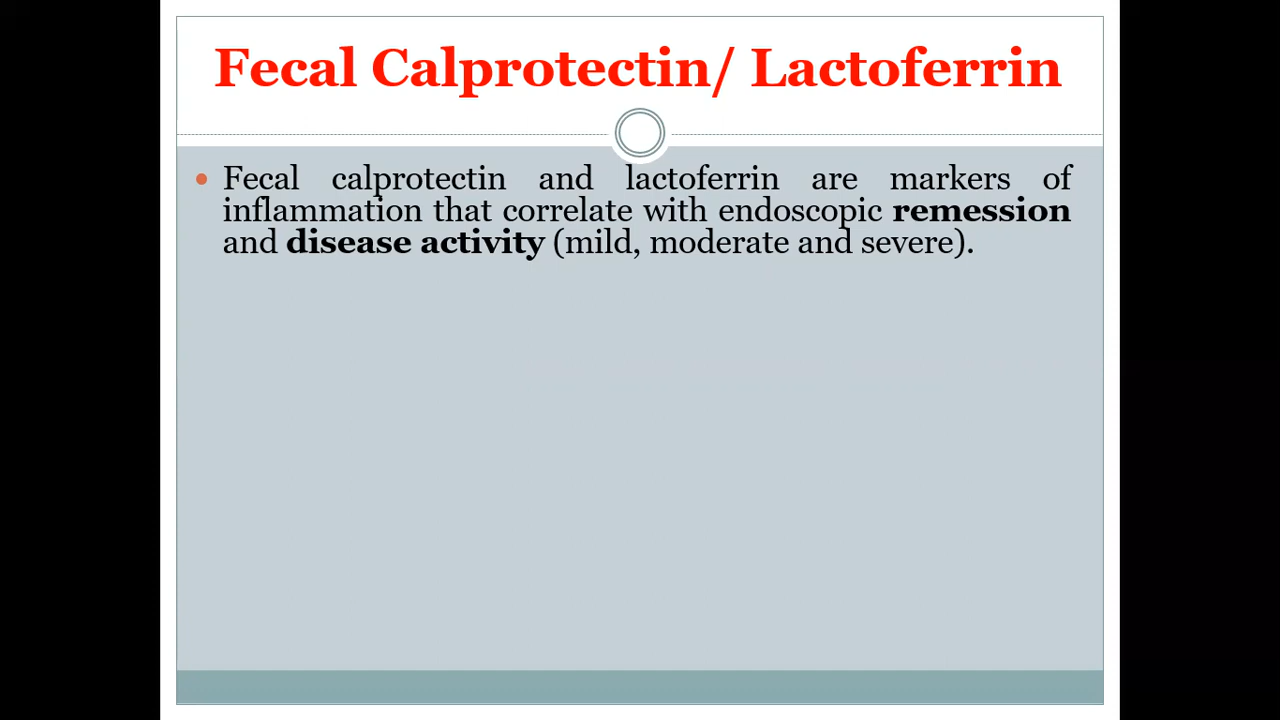 Fecal Calprotectin/ Lactoferrin
• Fecal calprotectin and lactoferrin are markers of
inflammation that correlate with endoscopic remession
and disease activity (mild, moderate and severe).